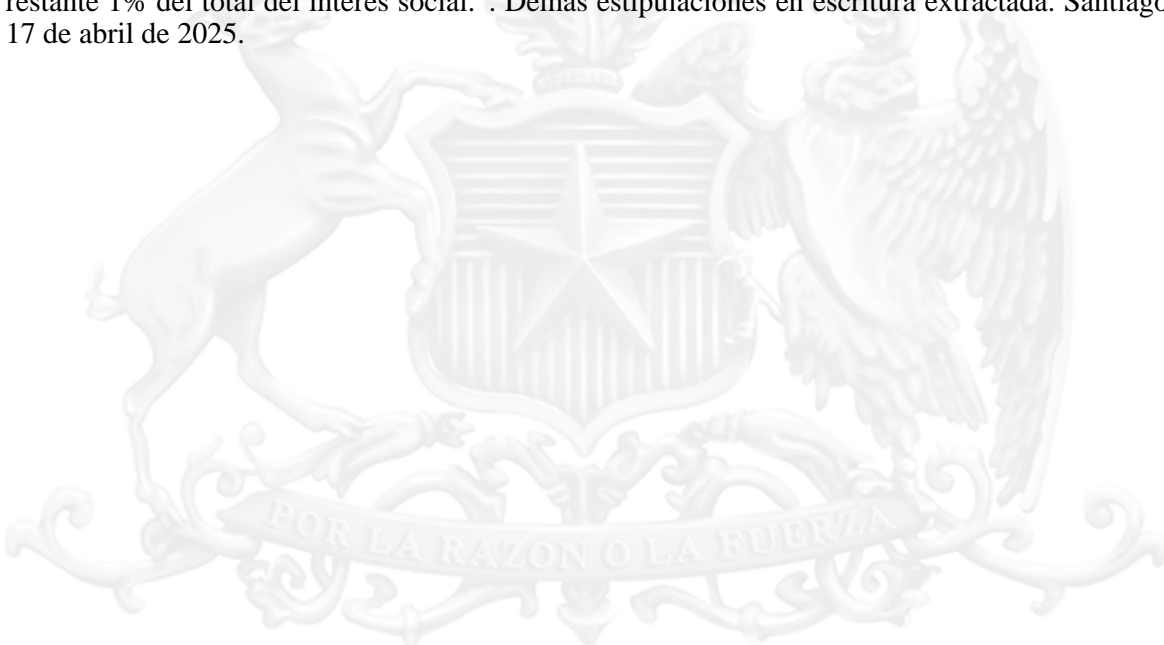 restante 1% del total del interés social. . Demás estipulaciones en escritura extractada. Santiago
17 de abril de 2025.
POR LA RAZON O LA FUERZA